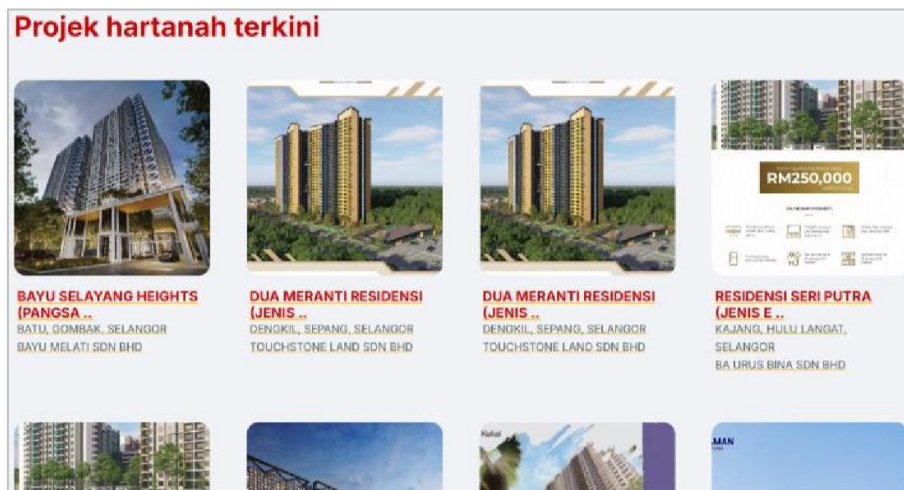 Projek hartanah terkini
RM250,000
BAYU SELAYANG HEIGHTS
(PANGSA ..
BATU, GOMBAK, SELANGOR
BAYU MELATI SDN BHD
DUA MERANTI RESIDENSI
(JENIS ..
DENGKIL, SEPANG, SELANGOR
TOUCHSTONE LAND SDN BHD
DUA MERANTI RESIDENSI
(JENIS ..
DENGKIL, SEPANG, SELANGOR
TOUCHSTONE LAND SDN BHD
RESIDENSI SERI PUTRA
(JENIS E ..
KAJANG, HULU LANGAT,
SELANGOR
BA URUS BINA SDN BHD
AMAN